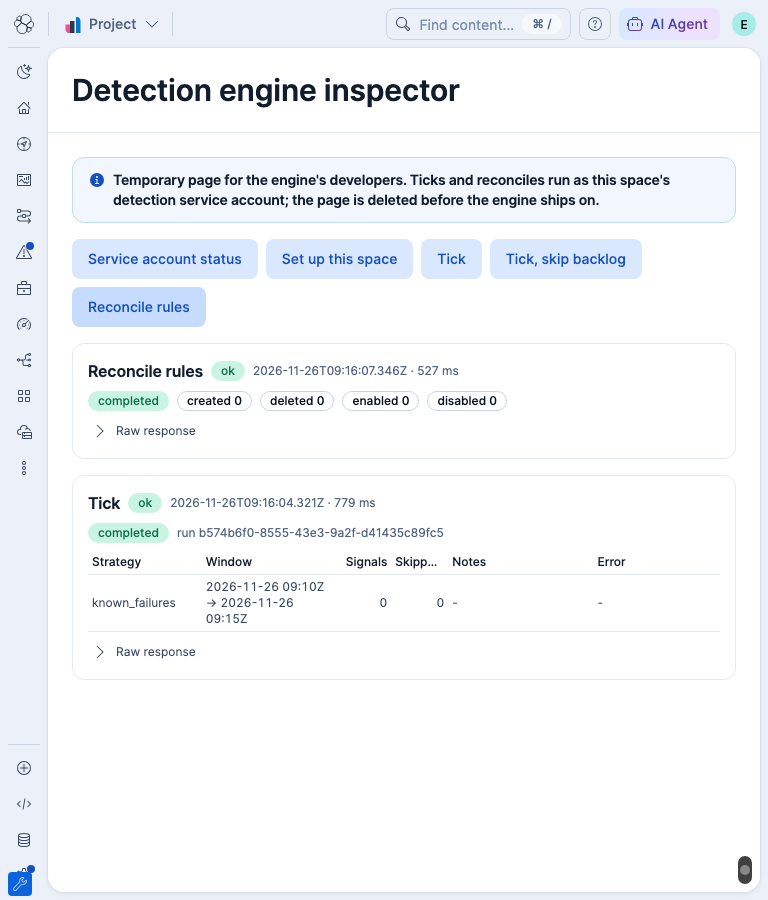 Project
Find content...
⌘ /
AI Agent
E
Detection engine inspector
Temporary page for the engine's developers. Ticks and reconciles run as this space's
detection service account; the page is deleted before the engine ships on.
Service account status
Set up this space
Tick
Tick, skip backlog
Reconcile rules
Reconcile rules
ok
2026-11-26T09:16:07.346Z · 527 ms
completed
created 0
deleted 0
enabled 0
disabled 0
Raw response
Tick
ok
2026-11-26T09:16:04.321Z · 779 ms
completed
run b574b6f0-8555-43e3-9a2f-d41435c89fc5
Strategy
Window
Signals
Skipp...
Notes
Error
known_failures
2026-11-26 09:10Z
→ 2026-11-26
09:15Z
0
0
-
-
Raw response